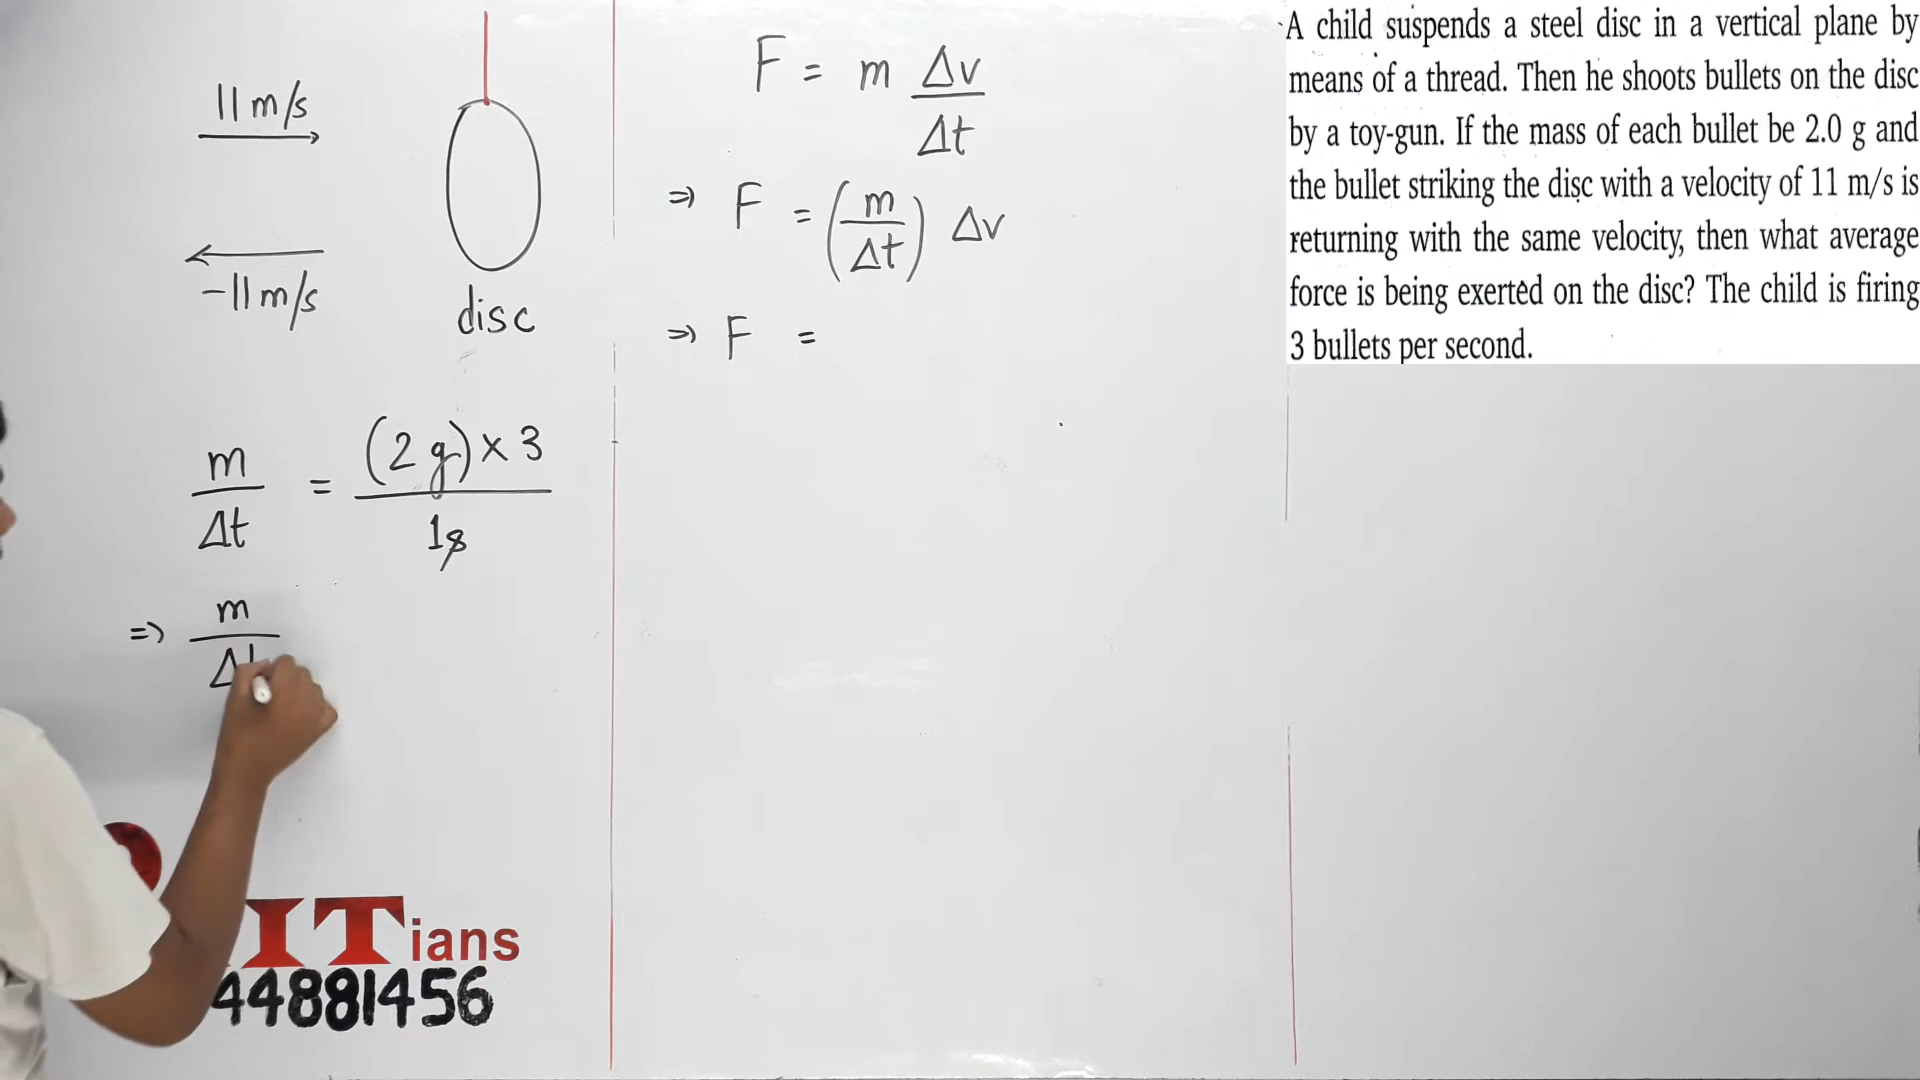 11 m/s
-11 m/s
disc
m/Δt = (2 g) × 3 / 1s
⇒ m/Δt
F = m Δv/Δt
⇒ F = (m/Δt) Δv
⇒ F =
A child suspends a steel disc in a vertical plane by
means of a thread. Then he shoots bullets on the disc
by a toy-gun. If the mass of each bullet be 2.0 g and
the bullet striking the disc with a velocity of 11 m/s is
returning with the same velocity, then what average
force is being exerted on the disc? The child is firing
3 bullets per second.
ITians
44881456